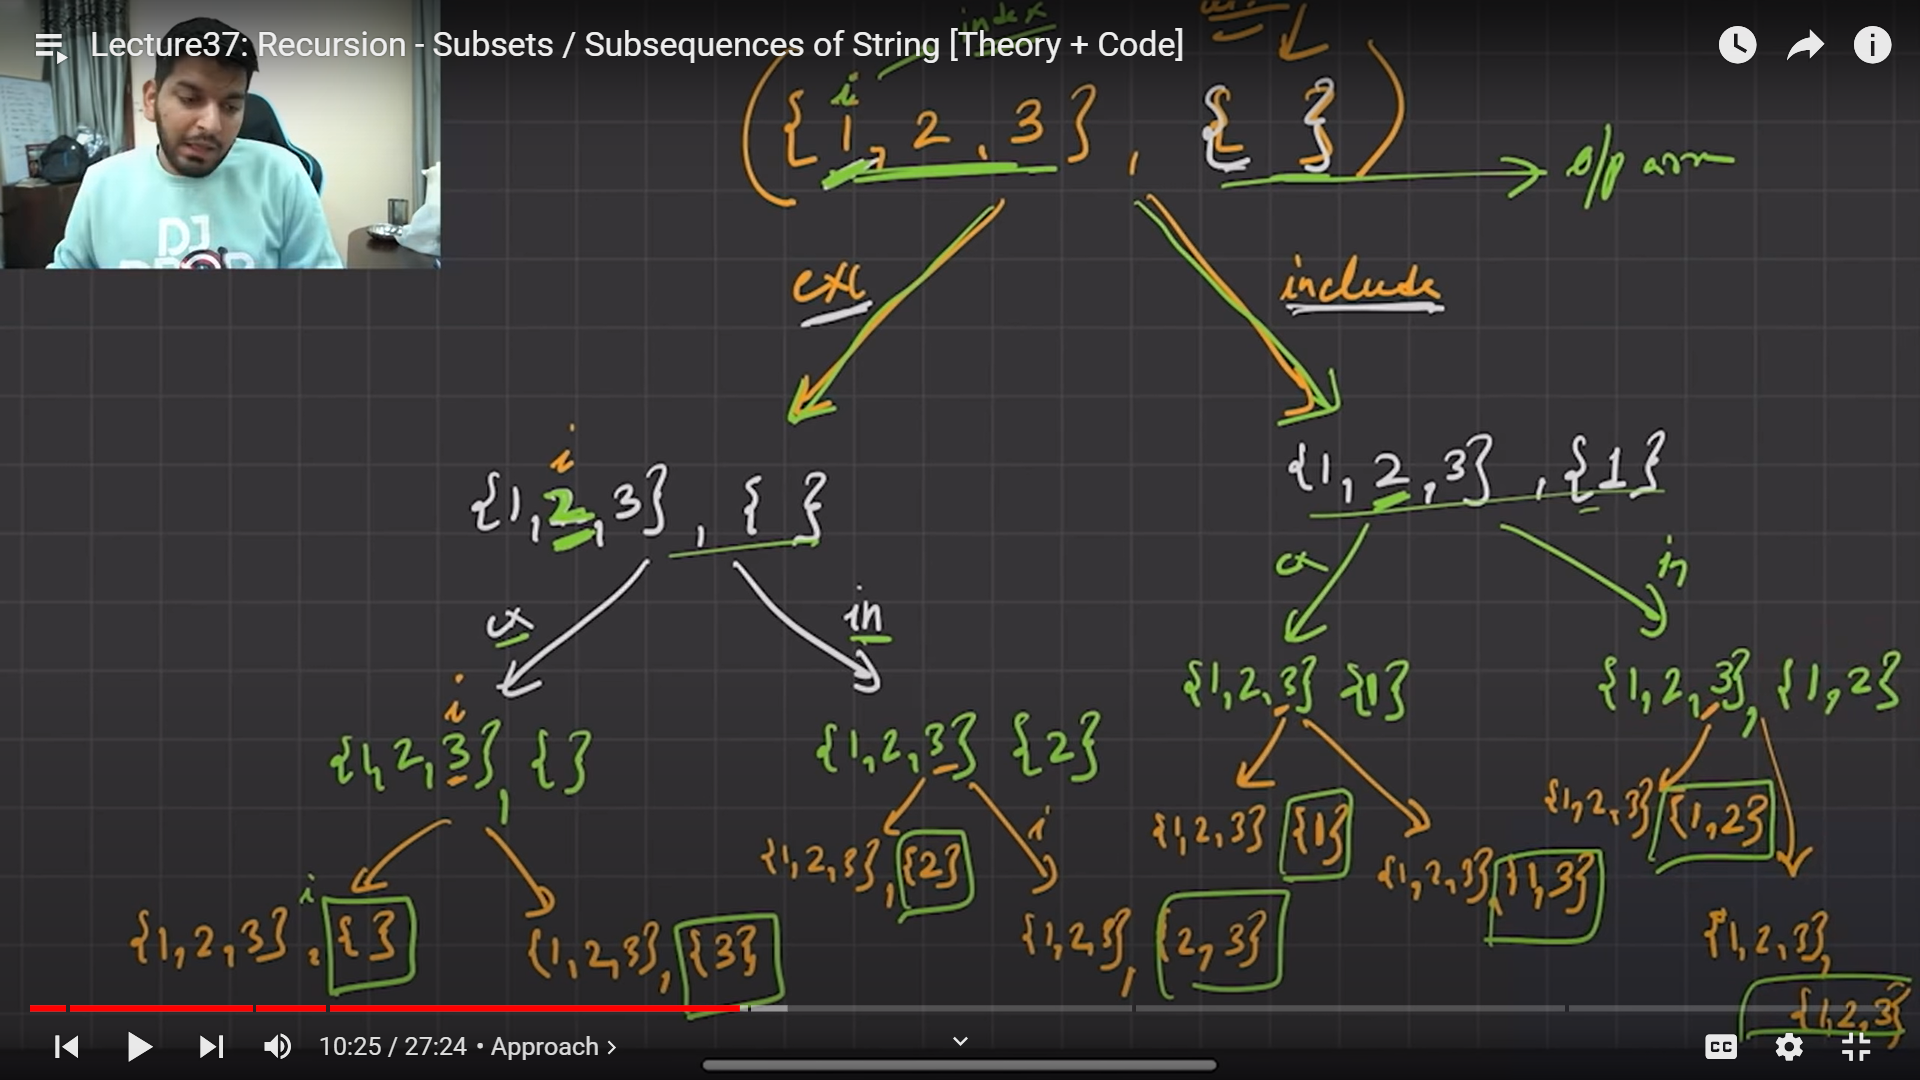 Lecture37: Recursion - Subsets / Subsequences of String [Theory + Code]
index
i
({1, 2, 3}, { }) → o/p arr
exc include
i
{1,2,3}, { } {1,2,3}, {1}
ex in ex in
i
{1,2,3}, {} {1,2,3} {2} {1,2,3} {1} {1,2,3}, {1,2}
i
{1,2,3}, {2} {1,2,3} {1} {1,2,3} {1,3} {1,2,3} {1,2}
i
{1,2,3}, { } {1,2,3}, {3} {1,2,3}, {2,3} {1,2,3},
{1,2,3}
DJ
DROP
10:25 / 27:24 • Approach ›
CC